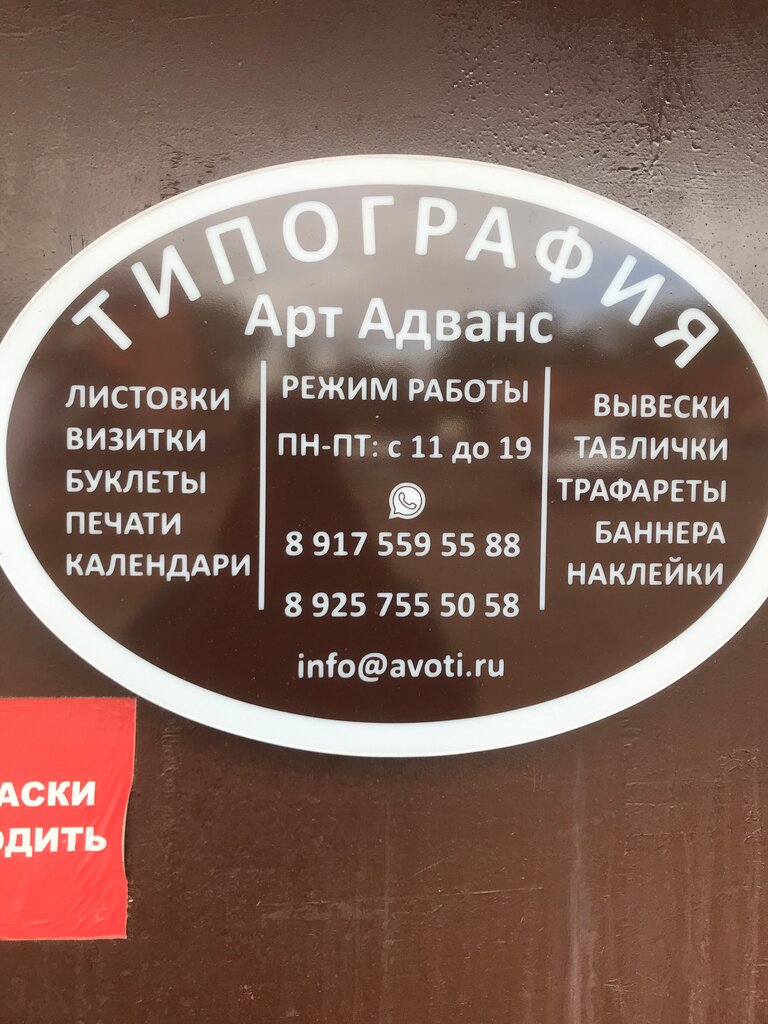 ТИПОГРАФИЯ
Арт Адванс
ЛИСТОВКИ
ВИЗИТКИ
БУКЛЕТЫ
ПЕЧАТИ
КАЛЕНДАРИ
РЕЖИМ РАБОТЫ
ПН-ПТ: с 11 до 19
8 917 559 55 88
8 925 755 50 58
info@avoti.ru
ВЫВЕСКИ
ТАБЛИЧКИ
ТРАФАРЕТЫ
БАННЕРА
НАКЛЕЙКИ
АСКИ
ОДИТЬ